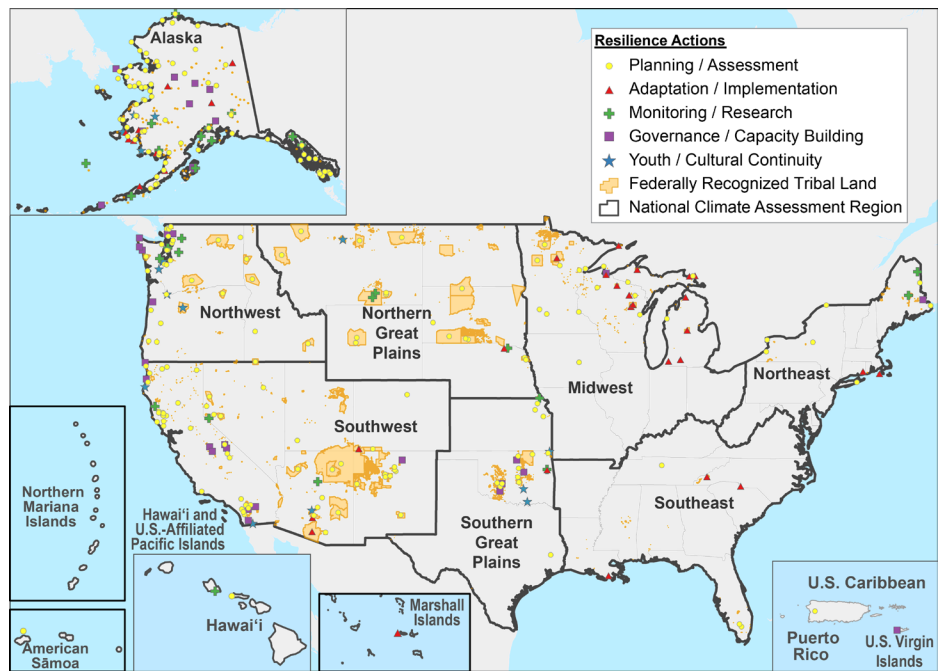 Alaska
Resilience Actions
Planning / Assessment
Adaptation / Implementation
Monitoring / Research
Governance / Capacity Building
Youth / Cultural Continuity
Federally Recognized Tribal Land
National Climate Assessment Region
Northwest
Northern
Great
Plains
Midwest
Northeast
Southwest
Southeast
Southern
Great
Plains
Northern
Mariana
Islands
Hawaiʻi and
U.S.-Affiliated
Pacific Islands
American
Sāmoa
Hawaiʻi
Marshall
Islands
U.S. Caribbean
Puerto
Rico
U.S. Virgin
Islands